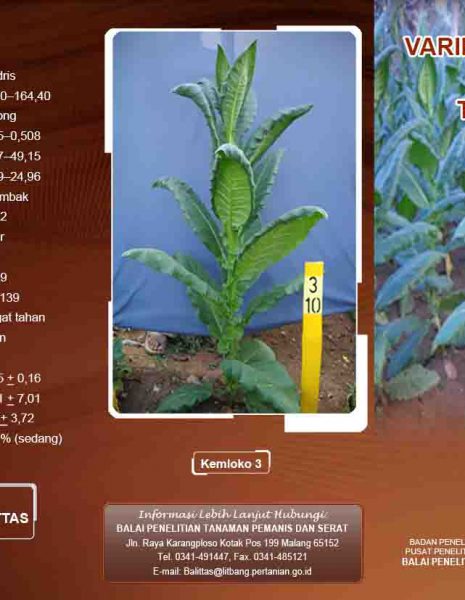 dris
0–164,40
ong
5–0,508
7–49,15
9–24,96
mbak
2
r
9
139
gat tahan
n
5 ± 0,16
1 ± 7,01
± 3,72
% (sedang)
TTAS
3
10
Kemloko 3
Informasi Lebih Lanjut Hubungi:
BALAI PENELITIAN TANAMAN PEMANIS DAN SERAT
Jln. Raya Karangploso Kotak Pos 199 Malang 65152
Tel. 0341-491447, Fax. 0341-485121
E-mail: Balittas@litbang.pertanian.go.id
VARI
T
BADAN PENEL
PUSAT PENELIT
BALAI PENELI